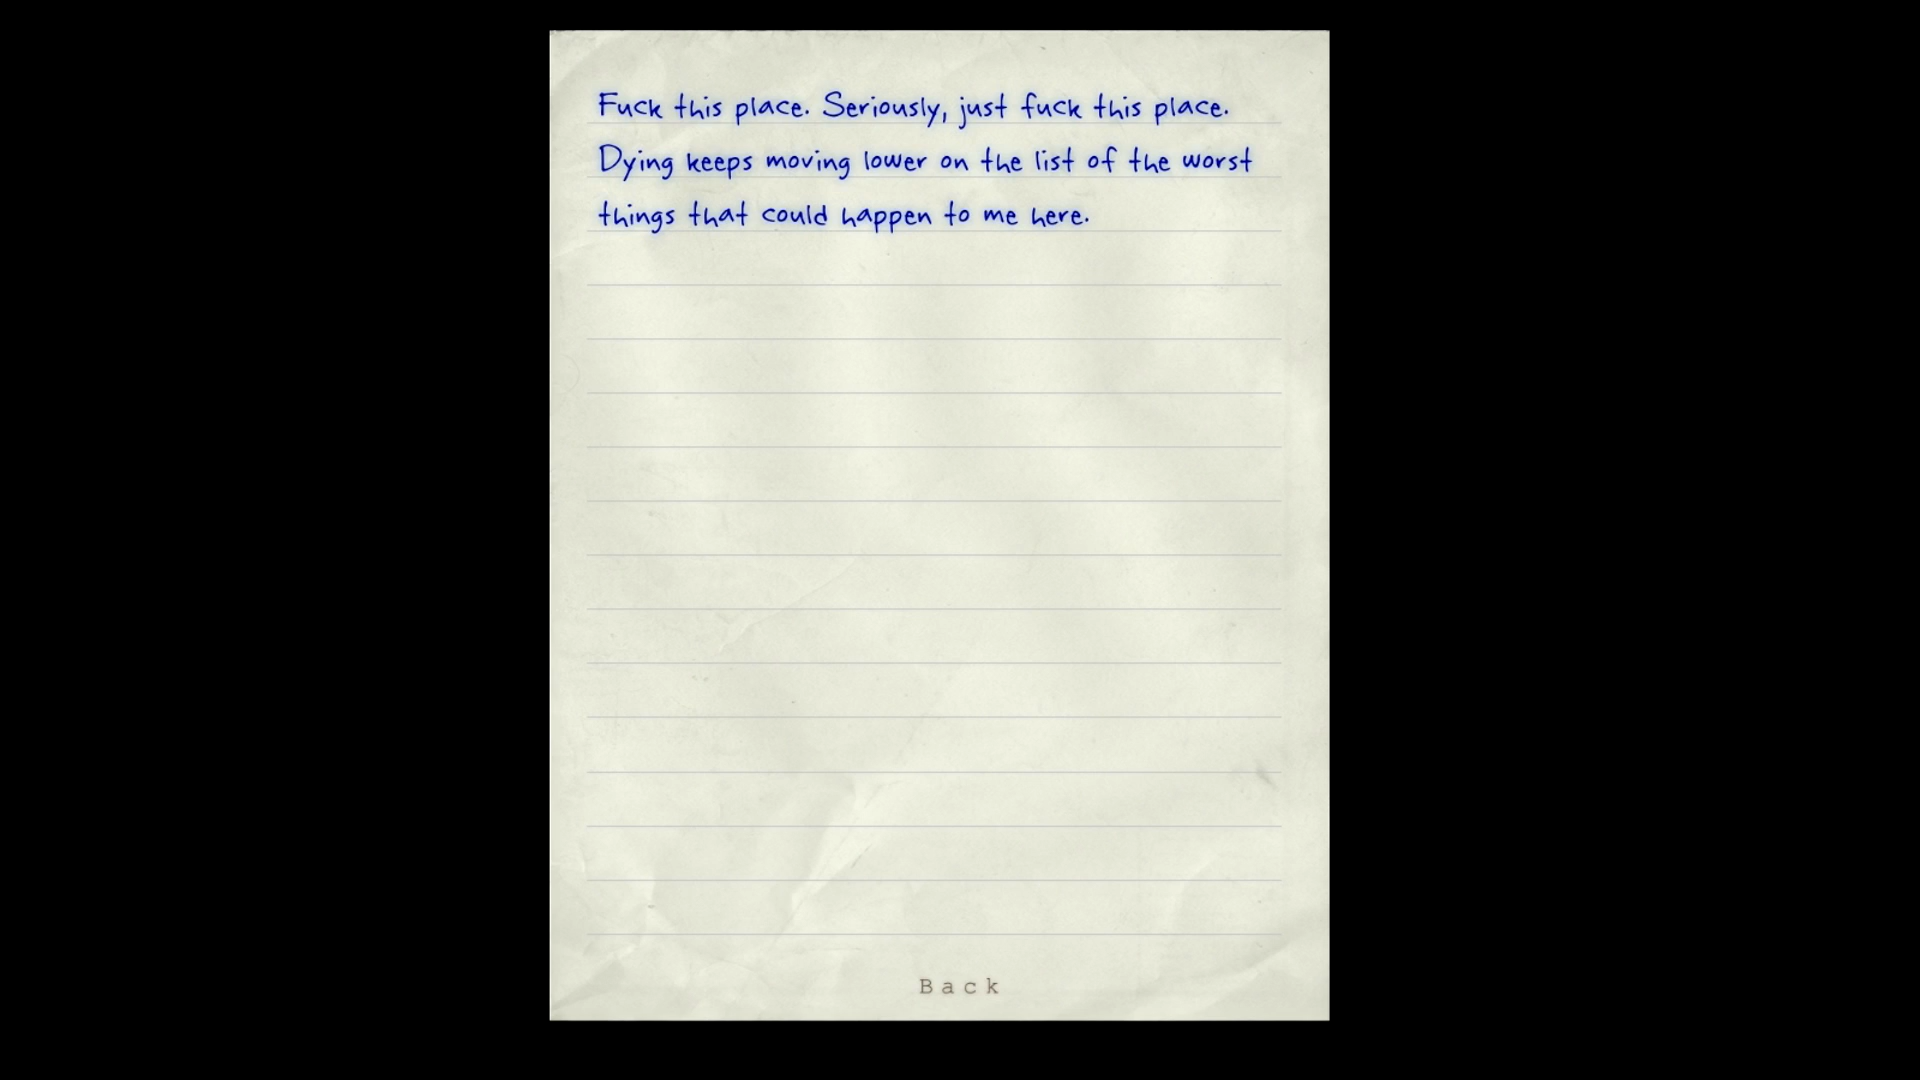 Fuck this place. Seriously, just fuck this place.
Dying keeps moving lower on the list of the worst
things that could happen to me here.
Back